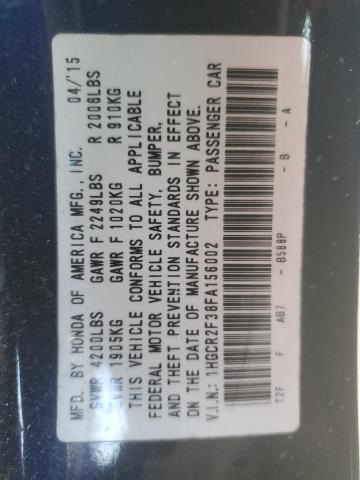 MFD. BY HONDA OF AMERICA MFG., INC. 04/'15
GVWR 4200LBS GAWR F 2249LBS R 2006LBS
GVWR 1905KG GAWR F 1020KG R 910KG
THIS VEHICLE CONFORMS TO ALL APPLICABLE
FEDERAL MOTOR VEHICLE SAFETY, BUMPER,
AND THEFT PREVENTION STANDARDS IN EFFECT
ON THE DATE OF MANUFACTURE SHOWN ABOVE.
V.I.N.: 1HGCR2F38FA156002 TYPE: PASSENGER CAR
T2F F AB7 - B588P - B - A